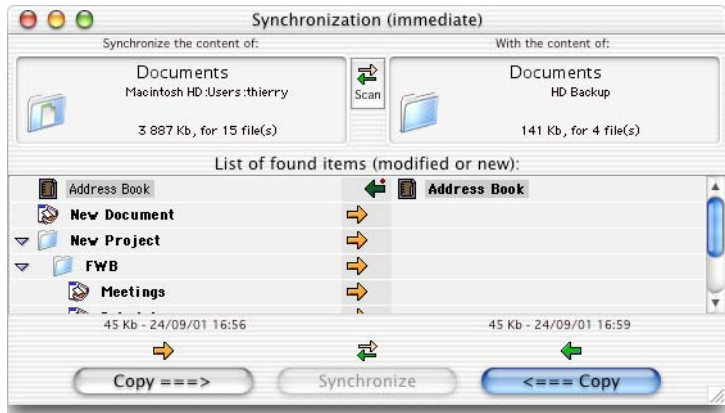 Synchronization (immediate)
Synchronize the content of:
With the content of:
Documents
Macintosh HD:Users:thierry
3 887 Kb, for 15 file(s)
Scan
Documents
HD Backup
141 Kb, for 4 file(s)
List of found items (modified or new):
Address Book
Address Book
New Document
New Project
FWB
Meetings
45 Kb - 24/09/01 16:56
45 Kb - 24/09/01 16:59
Copy ===>
Synchronize
<=== Copy